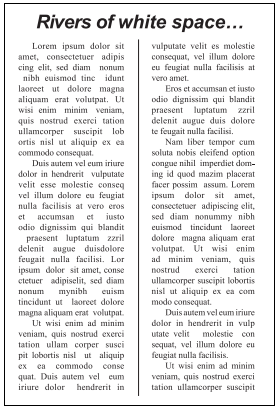 Rivers of white space...
Lorem ipsum dolor sit
amet, consectetuer adipis
cing elit, sed diam nonummy
nibh euismod tinc idunt
laoreet ut dolore magna
aliquam erat volutpat. Ut
wisi enim minim veniam,
quis nostrud exerci tation
ullamcorper suscipit lob
ortis nisl ut aliquip ex ea
commodo consequat.
Duis autem vel eum iriure
dolor in hendrerit vulputate
velit esse molestie conseq
vel illum dolore eu feugiat
nulla facilisis at vero eros
et accumsan et iusto
odio dignissim qui blandit
praesent luptatum zzril
delenit augue duisdolore
feugait nulla facilisi. Lor
ipsum dolor sit amet, conse
ctetuer adipiselit, sed diam
nonum mynibh euism
tincidunt ut laoreet dolore
magna aliquam erat volutpat.
Ut wisi enim ad minim
veniam, quis nostrud exerci
tation ullam corper susci
pit lobortis nisl ut aliquip
ex ea commodo conse
quat. Duis autem vel eum
iriure dolor hendrerit in
vulputate velit es molestie
consequat, vel illum dolore
eu feugiat nulla facilisis at
vero amet.
Eros et accumsan et iusto
odio dignissim qui blandit
praesent luptatum zzril
delenit augue duis dolore
te feugait nulla facilisi.
Nam liber tempor cum
soluta nobis eleifend option
congue nihil imperdiet dom-
ing id quod mazim placerat
facer possim assum. Lorem
ipsum dolor sit amet,
consectetuer adipiscing elit,
sed diam nonummy nibh
euismod tincidunt laoreet
dolore magna aliquam erat
volutpat. Ut wisi enim
ad minim veniam, quis
nostrud exerci tation
ullamcorper suscipit lobortis
nisl ut aliquip ex ea com
modo consequat.
Duis autem vel eum iriure
dolor in hendrerit in vulp
utate velit molestie con
sequat, vel illum dolore eu
feugiat nulla facilisis.
Ut wisi enim ad minim
veniam, quis nostrud exerci
tation ullamcorper suscipit